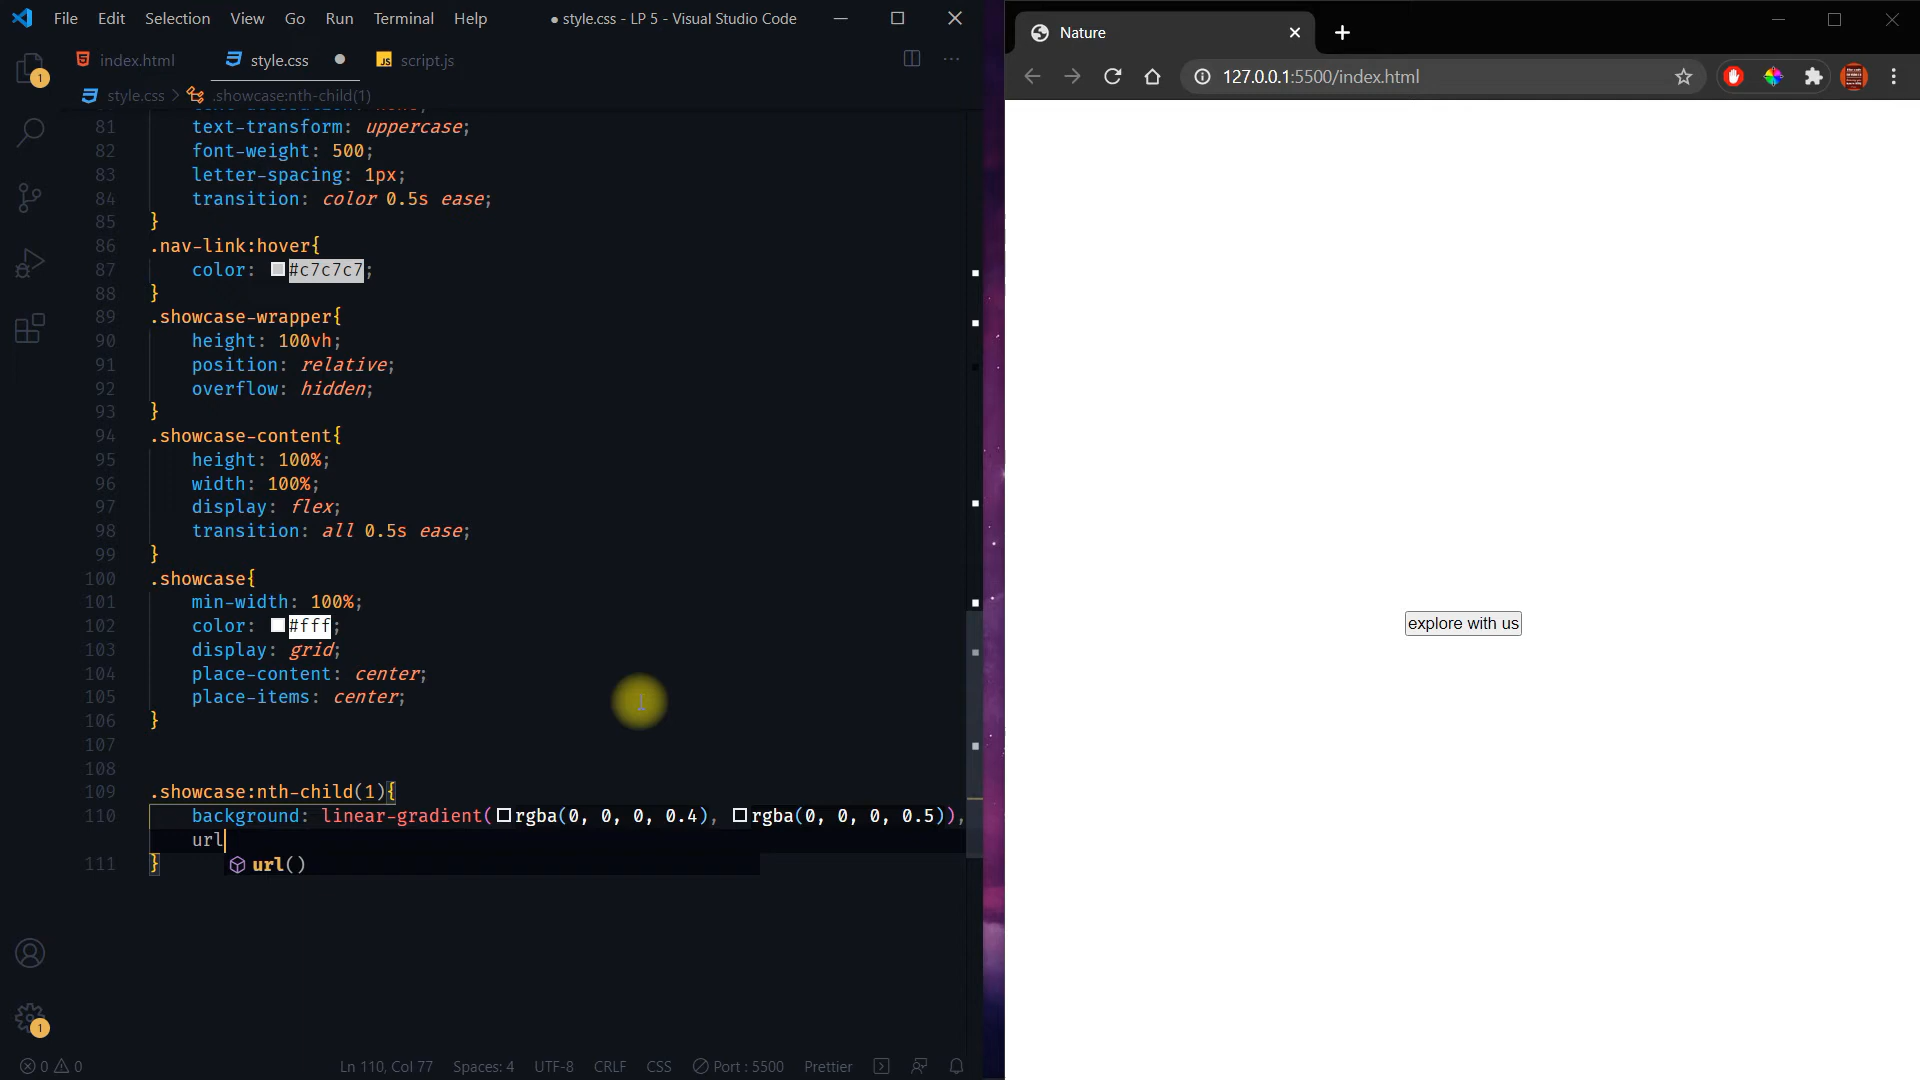 File Edit Selection View Go Run Terminal Help ● style.css - LP 5 - Visual Studio Code
index.html style.css ● JS script.js
style.css > .showcase:nth-child(1)
81 text-transform: uppercase;
82 font-weight: 500;
83 letter-spacing: 1px;
84 transition: color 0.5s ease;
85 }
86 .nav-link:hover{
87 color: #c7c7c7;
88 }
89 .showcase-wrapper{
90 height: 100vh;
91 position: relative;
92 overflow: hidden;
93 }
94 .showcase-content{
95 height: 100%;
96 width: 100%;
97 display: flex;
98 transition: all 0.5s ease;
99 }
100 .showcase{
101 min-width: 100%;
102 color: #fff;
103 display: grid;
104 place-content: center;
105 place-items: center;
106 }
107
108
109 .showcase:nth-child(1){
110 background: linear-gradient(rgba(0, 0, 0, 0.4), rgba(0, 0, 0, 0.5)),
url
111 }
url()
1
1
0 0 Ln 110, Col 77 Spaces: 4 UTF-8 CRLF CSS Port : 5500 Prettier
Nature
127.0.0.1:5500/index.html
explore with us